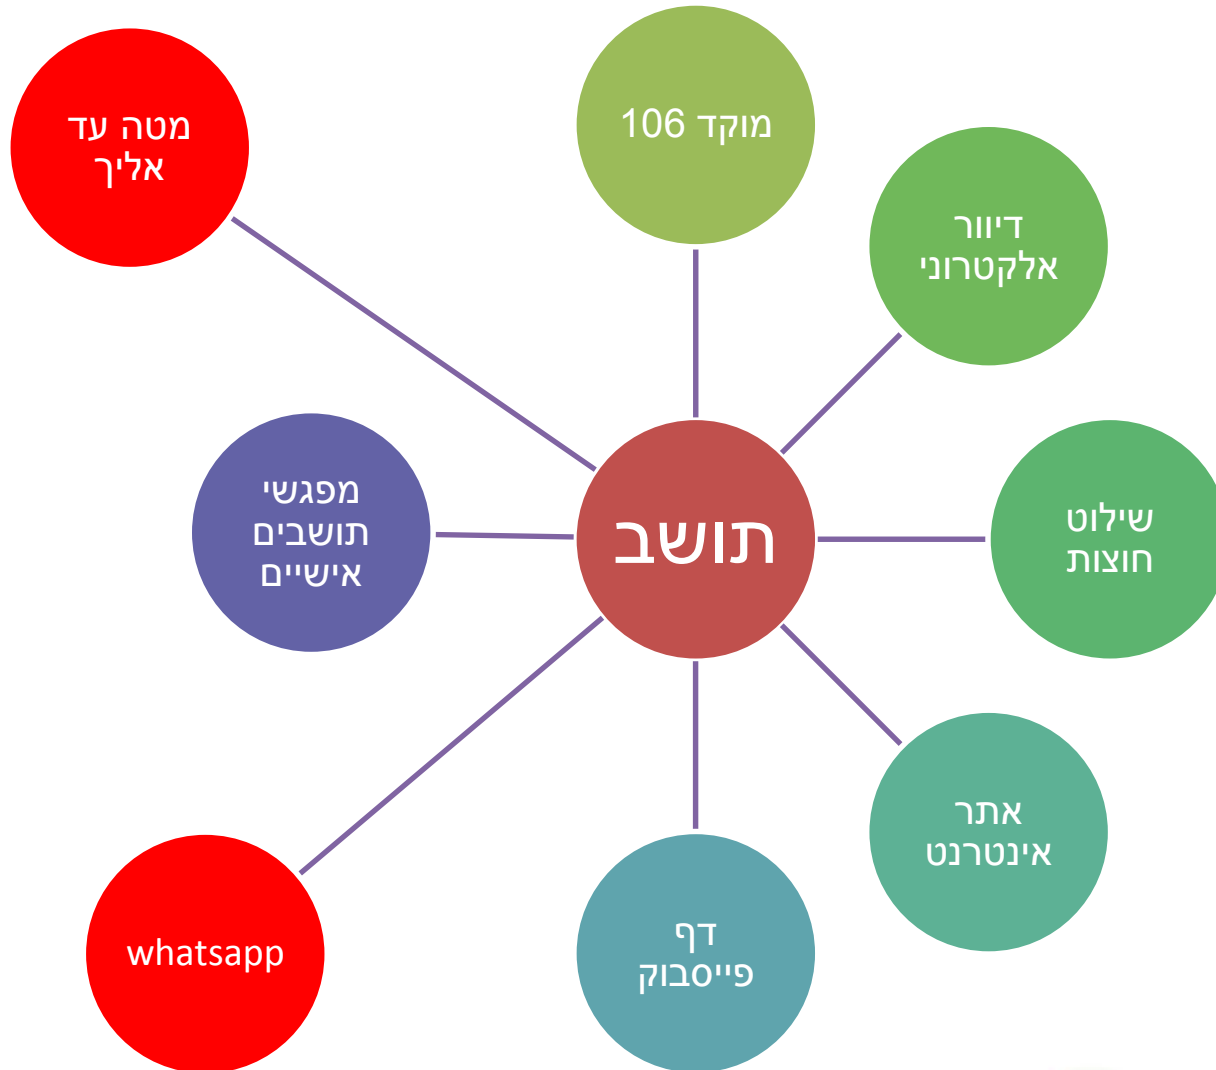 מוקד 106
מטה עד
אליך
דיוור
אלקטרוני
מפגשי
תושבים
אישיים
תושב
שילוט
חוצות
אתר
אינטרנט
דף
פייסבוק
whatsapp